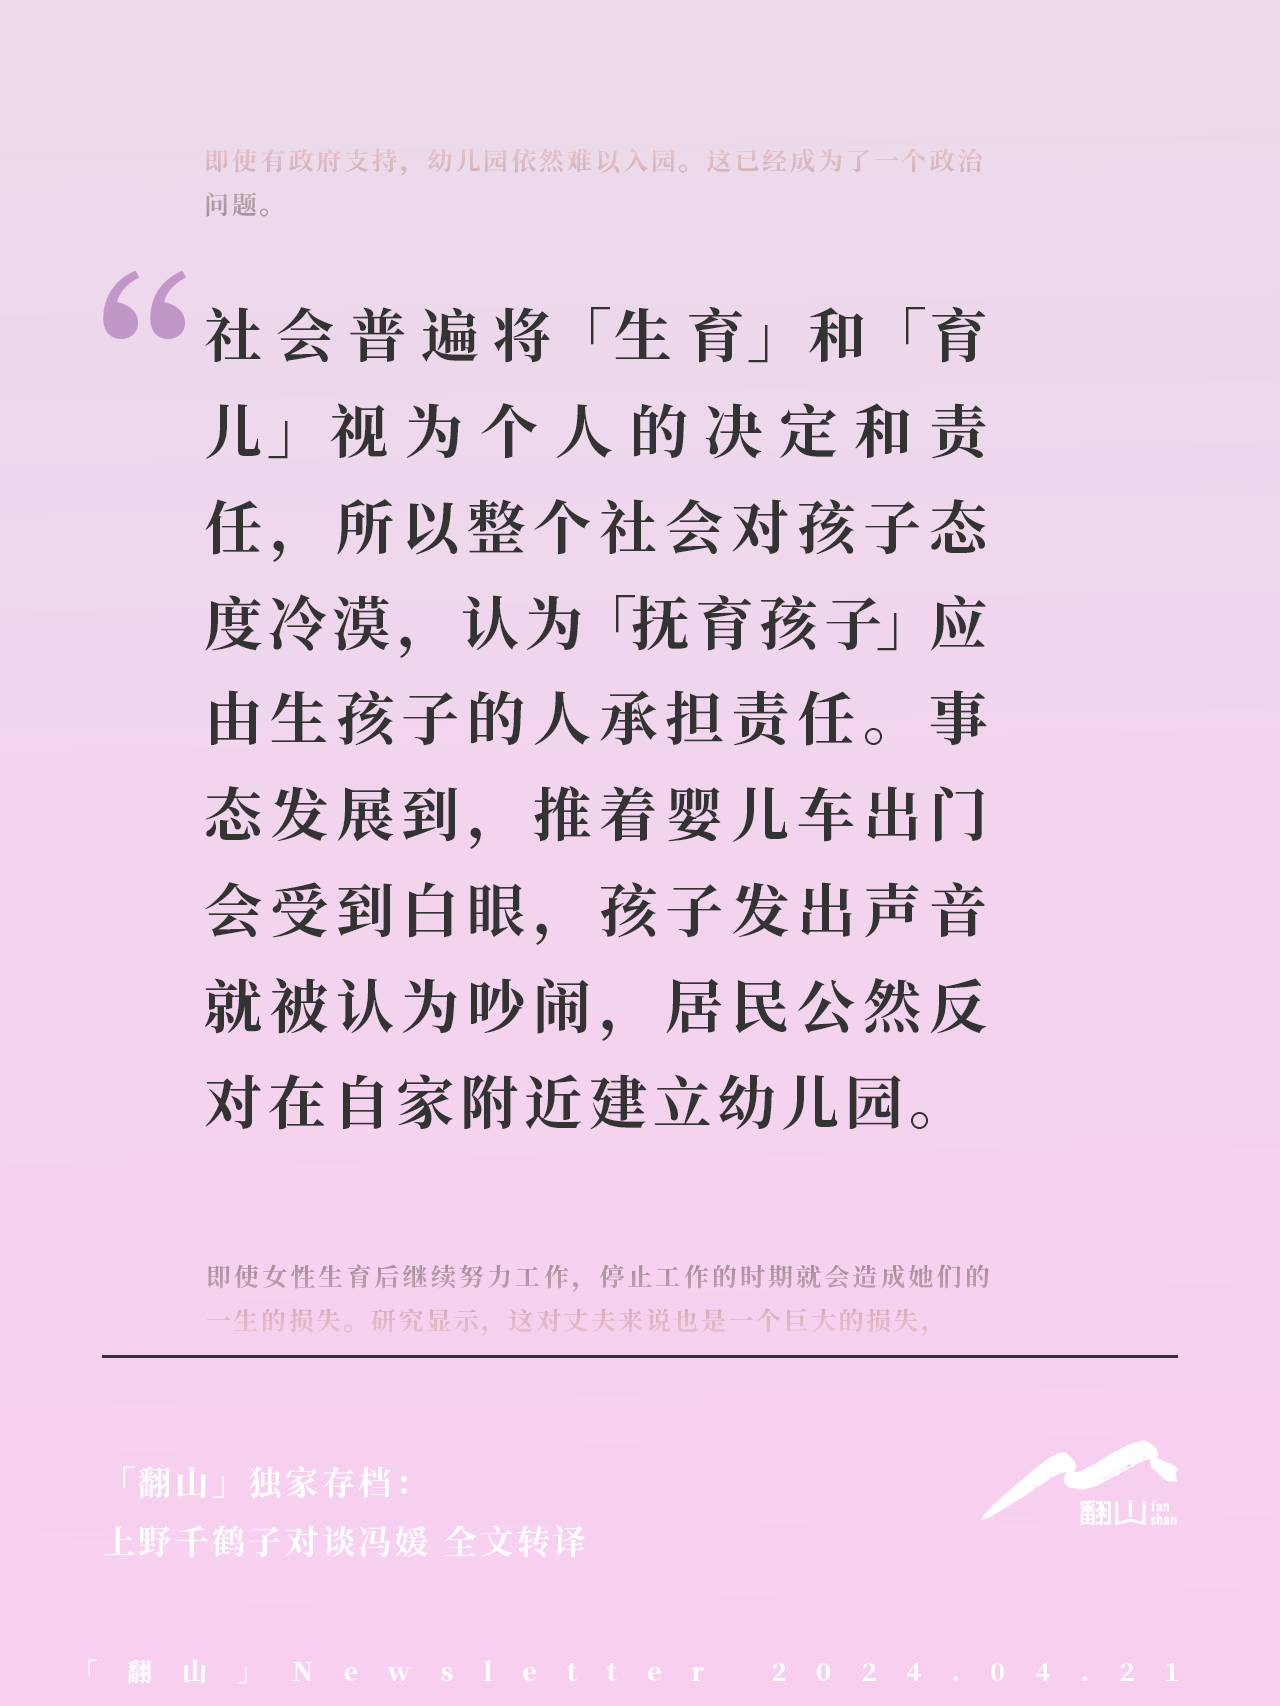 即使有政府支持，幼儿园依然难以入园。这已经成为了一个政治
问题。
“社会普遍将「生育」和「育
儿」视为个人的决定和责
任，所以整个社会对孩子态
度冷漠，认为「抚育孩子」应
由生孩子的人承担责任。事
态发展到，推着婴儿车出门
会受到白眼，孩子发出声音
就被认为吵闹，居民公然反
对在自家附近建立幼儿园。
即使女性生育后继续努力工作，停止工作的时期就会造成她们的
一生的损失。研究显示，这对丈夫来说也是一个巨大的损失，
「翻山」独家存档：
上野千鹤子对谈冯媛 全文转译
翻山 fan
shan
「翻山」Newsletter 2024.04.21